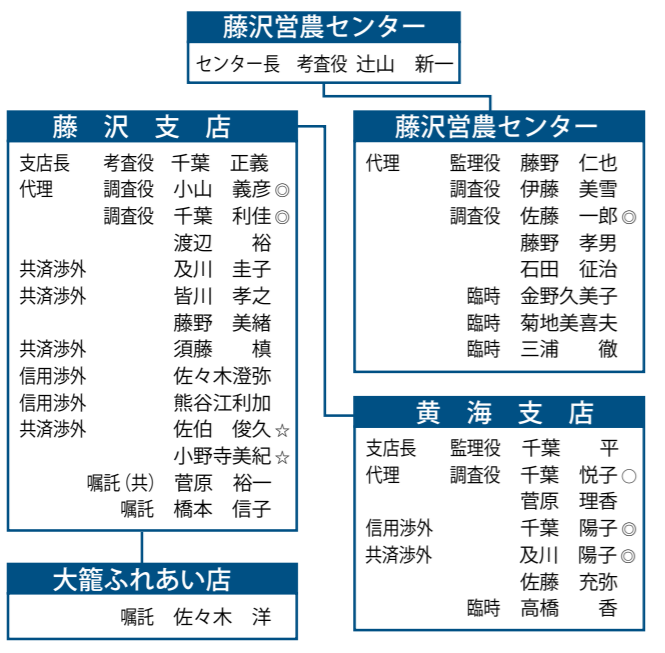 藤沢営農センター
センター長 考査役 辻山 新一
藤沢支店
支店長 考査役 千葉 正義
代理 調査役 小山 義彦◎
調査役 千葉 利佳◎
渡辺 裕
共済渉外 及川 圭子
共済渉外 皆川 孝之
藤野 美緒
共済渉外 須藤 槙
信用渉外 佐々木澄弥
信用渉外 熊谷江利加
共済渉外 佐伯 俊久☆
小野寺美紀☆
嘱託(共) 菅原 裕一
嘱託 橋本 信子
大籠ふれあい店
嘱託 佐々木 洋
藤沢営農センター
代理 監理役 藤野 仁也
調査役 伊藤 美雪
調査役 佐藤 一郎◎
藤野 孝男
石田 征治
臨時 金野久美子
臨時 菊地美喜夫
臨時 三浦 徹
黄海支店
支店長 監理役 千葉 平
代理 調査役 千葉 悦子○
菅原 理香
信用渉外 千葉 陽子◎
共済渉外 及川 陽子◎
佐藤 充弥
臨時 高橋 香